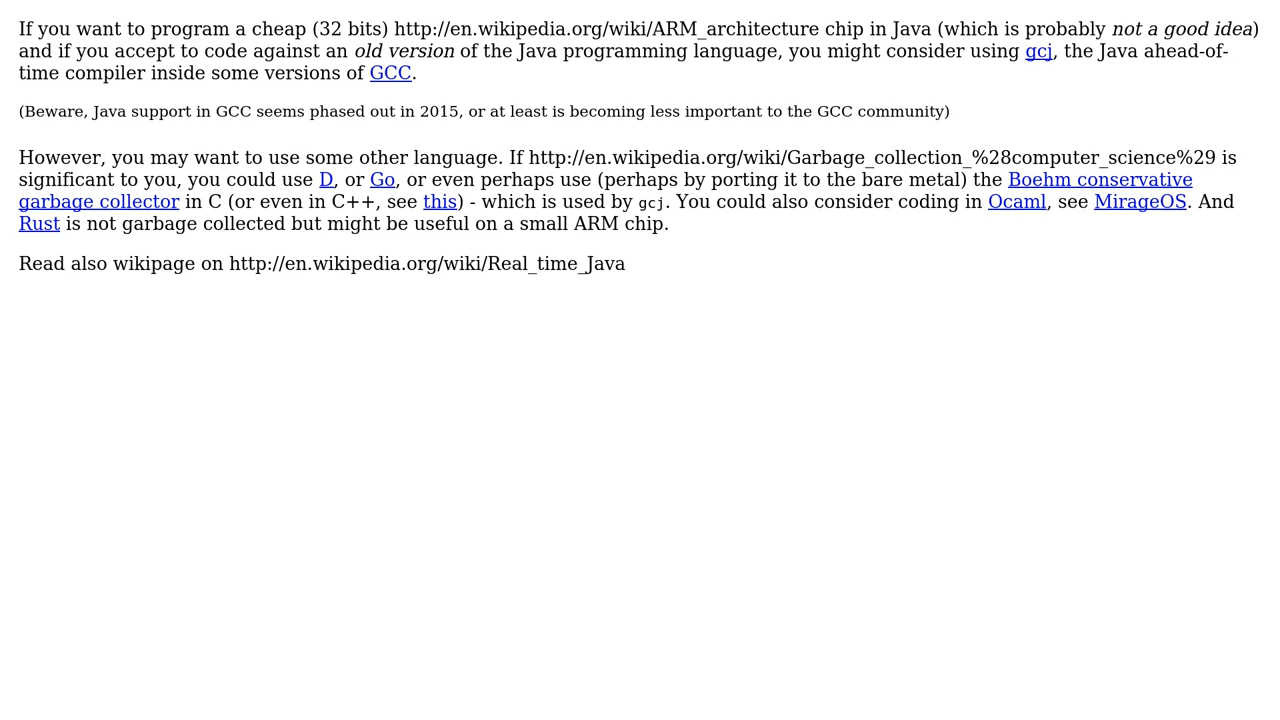 If you want to program a cheap (32 bits) http://en.wikipedia.org/wiki/ARM_architecture chip in Java (which is probably not a good idea)
and if you accept to code against an old version of the Java programming language, you might consider using gcj, the Java ahead-of-
time compiler inside some versions of GCC.
(Beware, Java support in GCC seems phased out in 2015, or at least is becoming less important to the GCC community)
However, you may want to use some other language. If http://en.wikipedia.org/wiki/Garbage_collection_%28computer_science%29 is
significant to you, you could use D, or Go, or even perhaps use (perhaps by porting it to the bare metal) the Boehm conservative
garbage collector in C (or even in C++, see this) - which is used by gcj. You could also consider coding in Ocaml, see MirageOS. And
Rust is not garbage collected but might be useful on a small ARM chip.
Read also wikipage on http://en.wikipedia.org/wiki/Real_time_Java